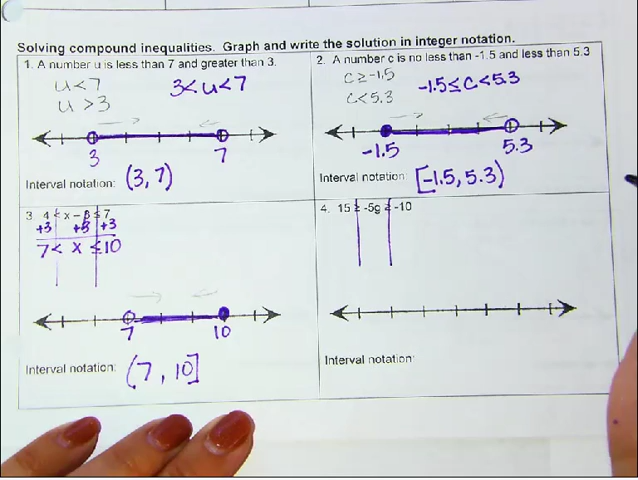 Solving compound inequalities. Graph and write the solution in integer notation.
1. A number u is less than 7 and greater than 3.
u < 7
u > 3
3 < u < 7
3 7
Interval notation: (3, 7)
2. A number c is no less than -1.5 and less than 5.3
c ≥ -1.5
c < 5.3
-1.5 ≤ c < 5.3
-1.5 5.3
Interval notation: [-1.5, 5.3)
3. 4 < x - 3 ≤ 7
+3 +3 +3
7 < x ≤ 10
7 10
Interval notation: (7, 10]
4. 15 ≥ -5g ≥ -10
Interval notation: